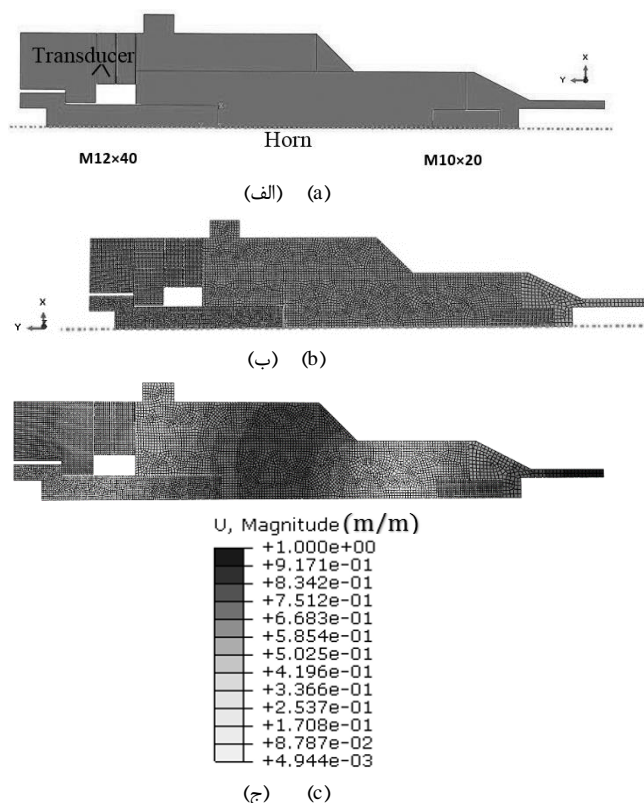 Transducer
X
Y
Horn
M12×40 M10×20
(الف) (a)
X
Y Z
(ب) (b)
U, Magnitude (m/m)
+1.000e+00
+9.171e-01
+8.342e-01
+7.512e-01
+6.683e-01
+5.854e-01
+5.025e-01
+4.196e-01
+3.366e-01
+2.537e-01
+1.708e-01
+8.787e-02
+4.944e-03
(ج) (c)